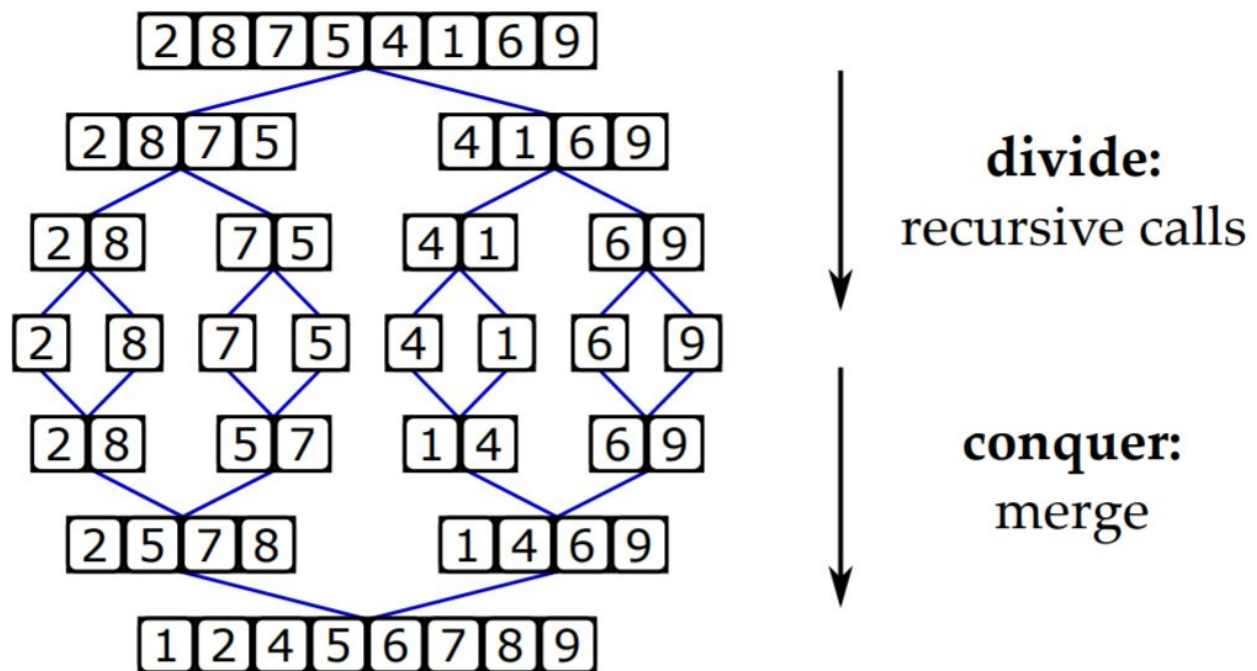 2 8 7 5 4 1 6 9
2 8 7 5 4 1 6 9
divide:
recursive calls
2 8 7 5 4 1 6 9
2 8 7 5 4 1 6 9
2 8 5 7 1 4 6 9
conquer:
merge
2 5 7 8 1 4 6 9
1 2 4 5 6 7 8 9